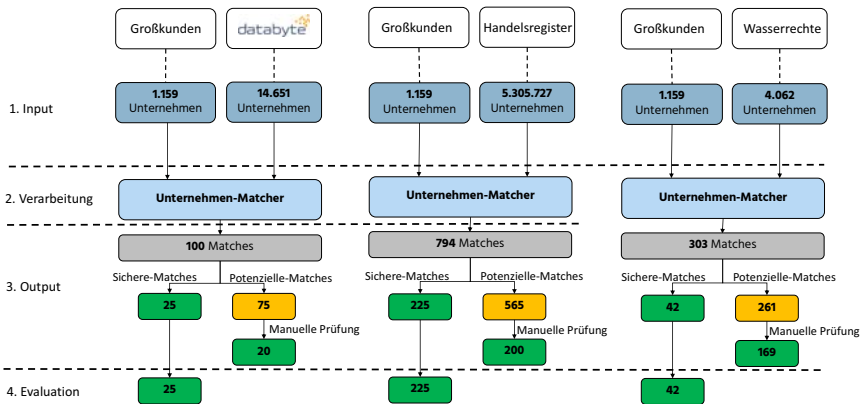 Großkunden
databyte
Großkunden
Handelsregister
Großkunden
Wasserrechte
1. Input
1.159
Unternehmen
14.651
Unternehmen
1.159
Unternehmen
5.305.727
Unternehmen
1.159
Unternehmen
4.062
Unternehmen
2. Verarbeitung
Unternehmen-Matcher
Unternehmen-Matcher
Unternehmen-Matcher
3. Output
100 Matches
794 Matches
303 Matches
Sichere-Matches
Potenzielle-Matches
Sichere-Matches
Potenzielle-Matches
Sichere-Matches
Potenzielle-Matches
25
75
225
565
42
261
Manuelle Prüfung
Manuelle Prüfung
Manuelle Prüfung
20
200
169
4. Evaluation
25
225
42